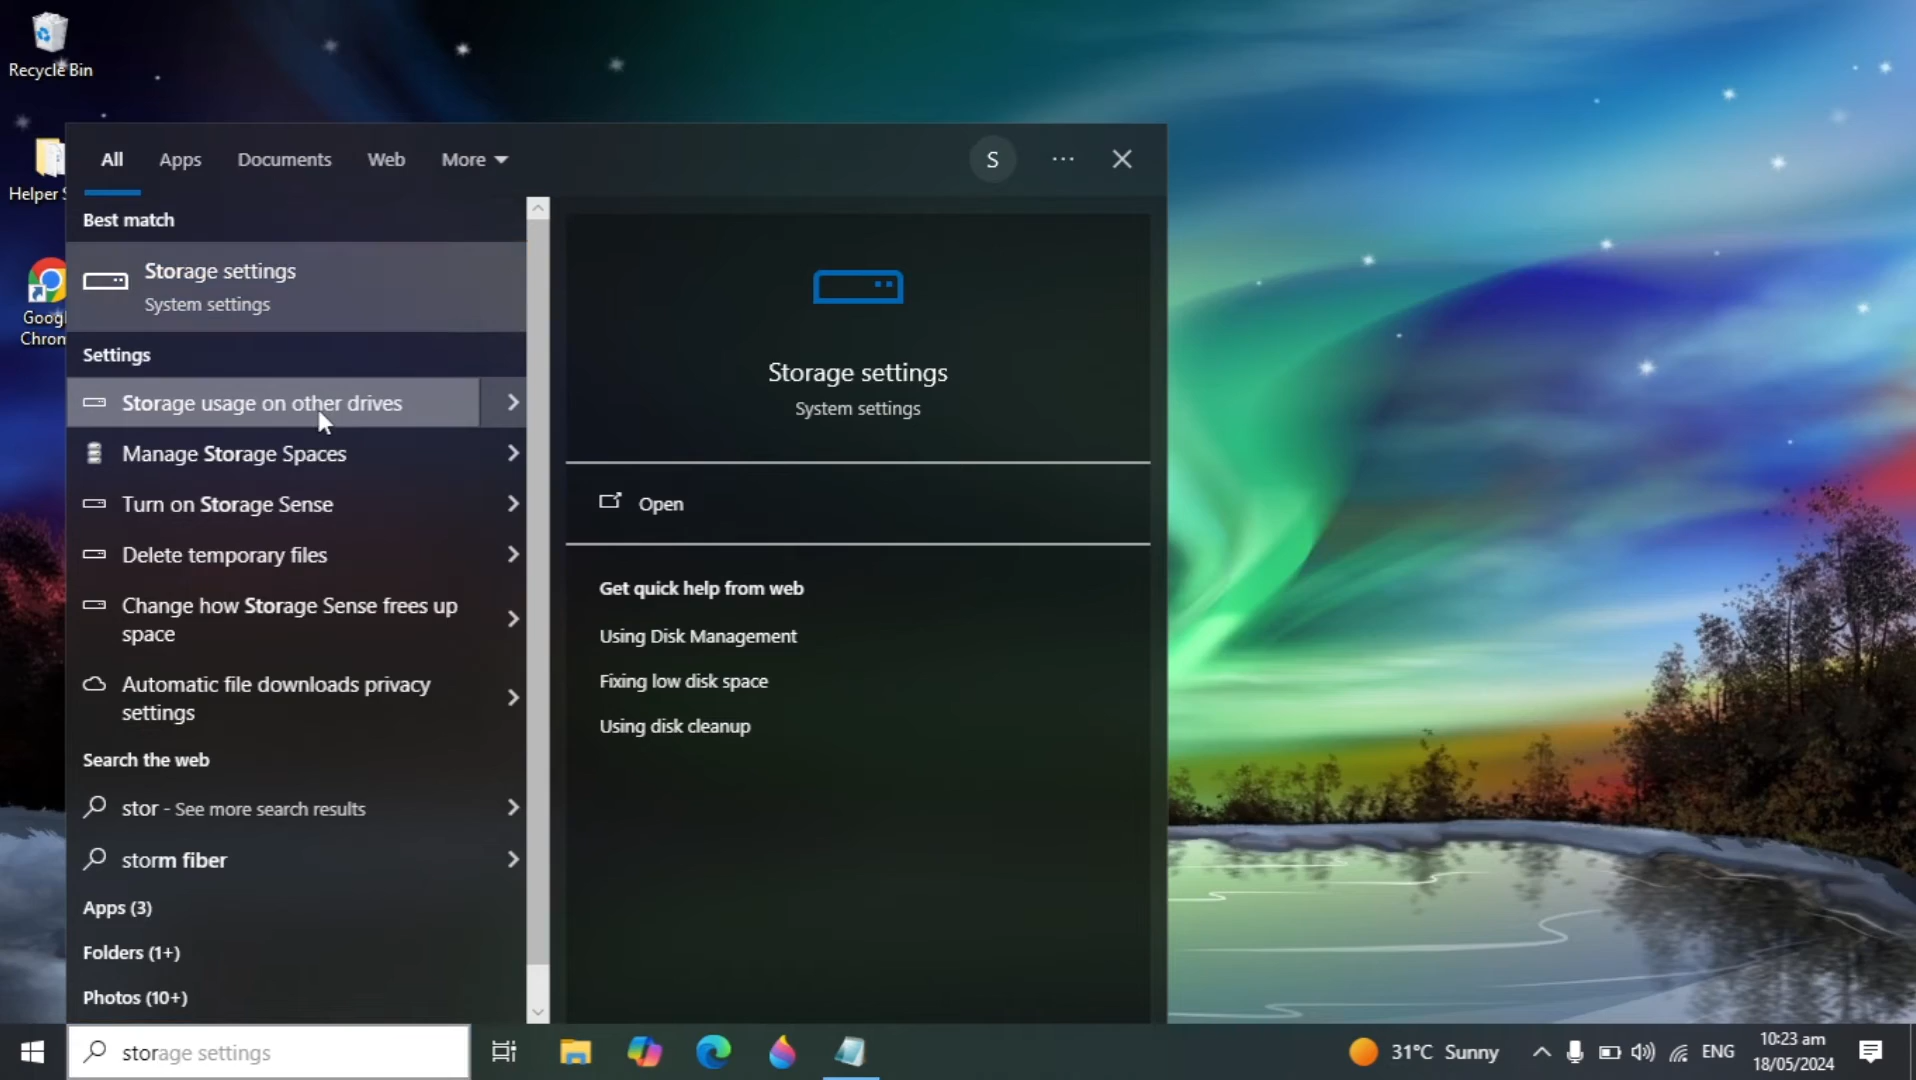 Recycle Bin
Helper S
Googl
Chron
All
Apps
Documents
Web
More
S
Best match
Storage settings
System settings
Settings
Storage usage on other drives
Manage Storage Spaces
Turn on Storage Sense
Delete temporary files
Change how Storage Sense frees up
space
Automatic file downloads privacy
settings
Search the web
stor - See more search results
storm fiber
Apps (3)
Folders (1+)
Photos (10+)
Storage settings
System settings
Open
Get quick help from web
Using Disk Management
Fixing low disk space
Using disk cleanup
storage settings
31°C Sunny
ENG
10:23 am
18/05/2024